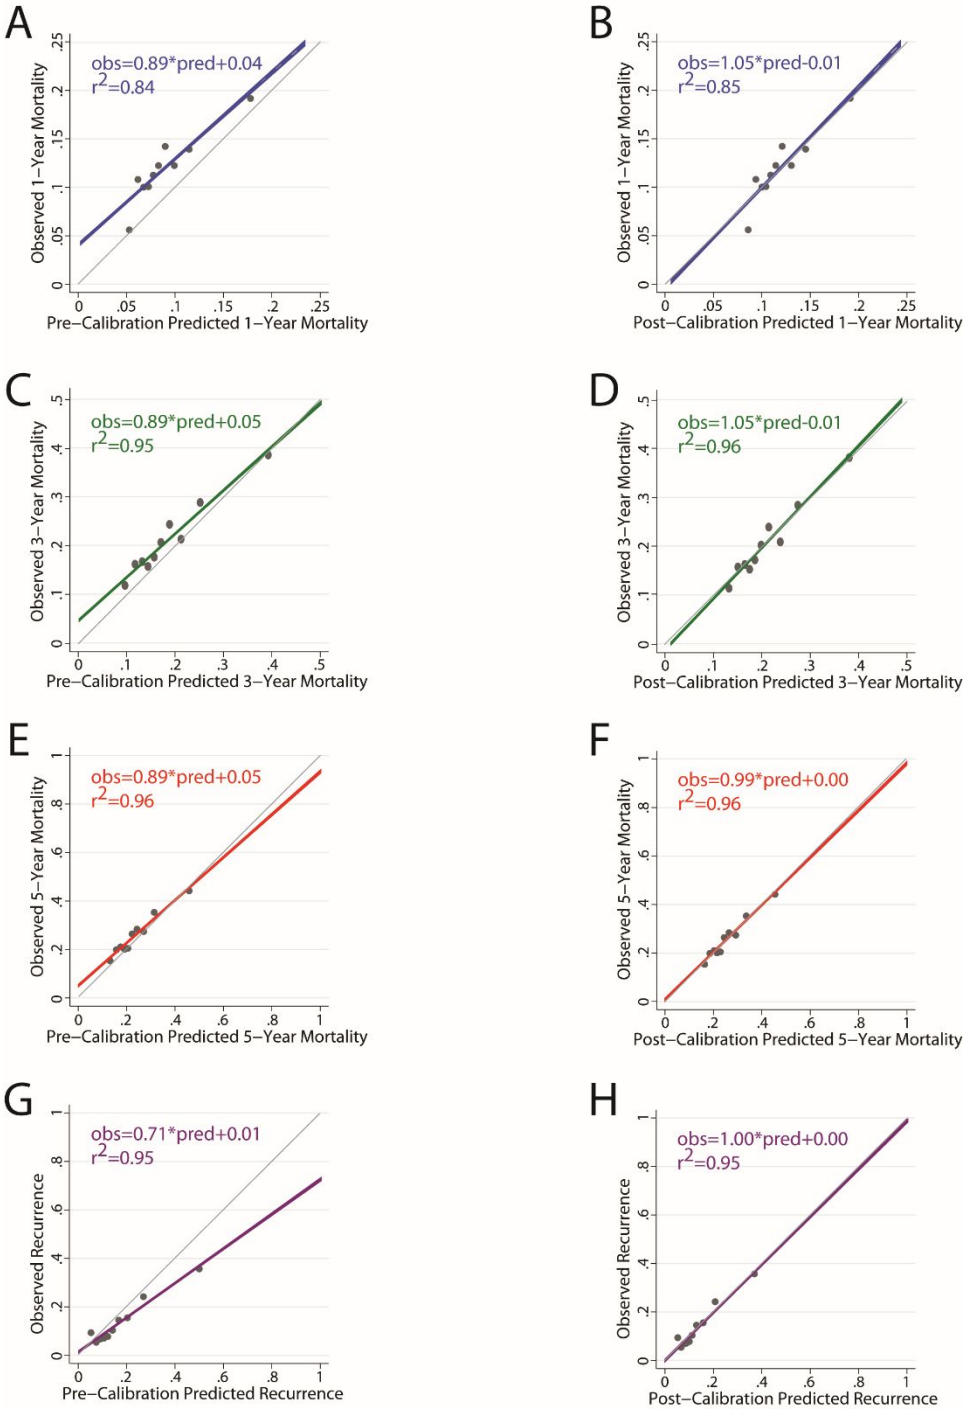 A
obs=0.89*pred+0.04
r2=0.84
Observed 1−Year Mortality
0 .05 .1 .15 .2 .25
0 .05 .1 .15 .2 .25
Pre−Calibration Predicted 1−Year Mortality
B
obs=1.05*pred-0.01
r2=0.85
Observed 1−Year Mortality
0 .05 .1 .15 .2 .25
0 .05 .1 .15 .2 .25
Post−Calibration Predicted 1−Year Mortality
C
obs=0.89*pred+0.05
r2=0.95
Observed 3−Year Mortality
0 .1 .2 .3 .4 .5
0 .1 .2 .3 .4 .5
Pre−Calibration Predicted 3−Year Mortality
D
obs=1.05*pred-0.01
r2=0.96
Observed 3−Year Mortality
0 .1 .2 .3 .4 .5
0 .1 .2 .3 .4 .5
Post−Calibration Predicted 3−Year Mortality
E
obs=0.89*pred+0.05
r2=0.96
Observed 5−Year Mortality
0 .2 .4 .6 .8 1
0 .2 .4 .6 .8 1
Pre−Calibration Predicted 5−Year Mortality
F
obs=0.99*pred+0.00
r2=0.96
Observed 5−Year Mortality
0 .2 .4 .6 .8 1
0 .2 .4 .6 .8 1
Post−Calibration Predicted 5−Year Mortality
G
obs=0.71*pred+0.01
r2=0.95
Observed Recurrence
0 .2 .4 .6 .8 1
0 .2 .4 .6 .8 1
Pre−Calibration Predicted Recurrence
H
obs=1.00*pred+0.00
r2=0.95
Observed Recurrence
0 .2 .4 .6 .8 1
0 .2 .4 .6 .8 1
Post−Calibration Predicted Recurrence